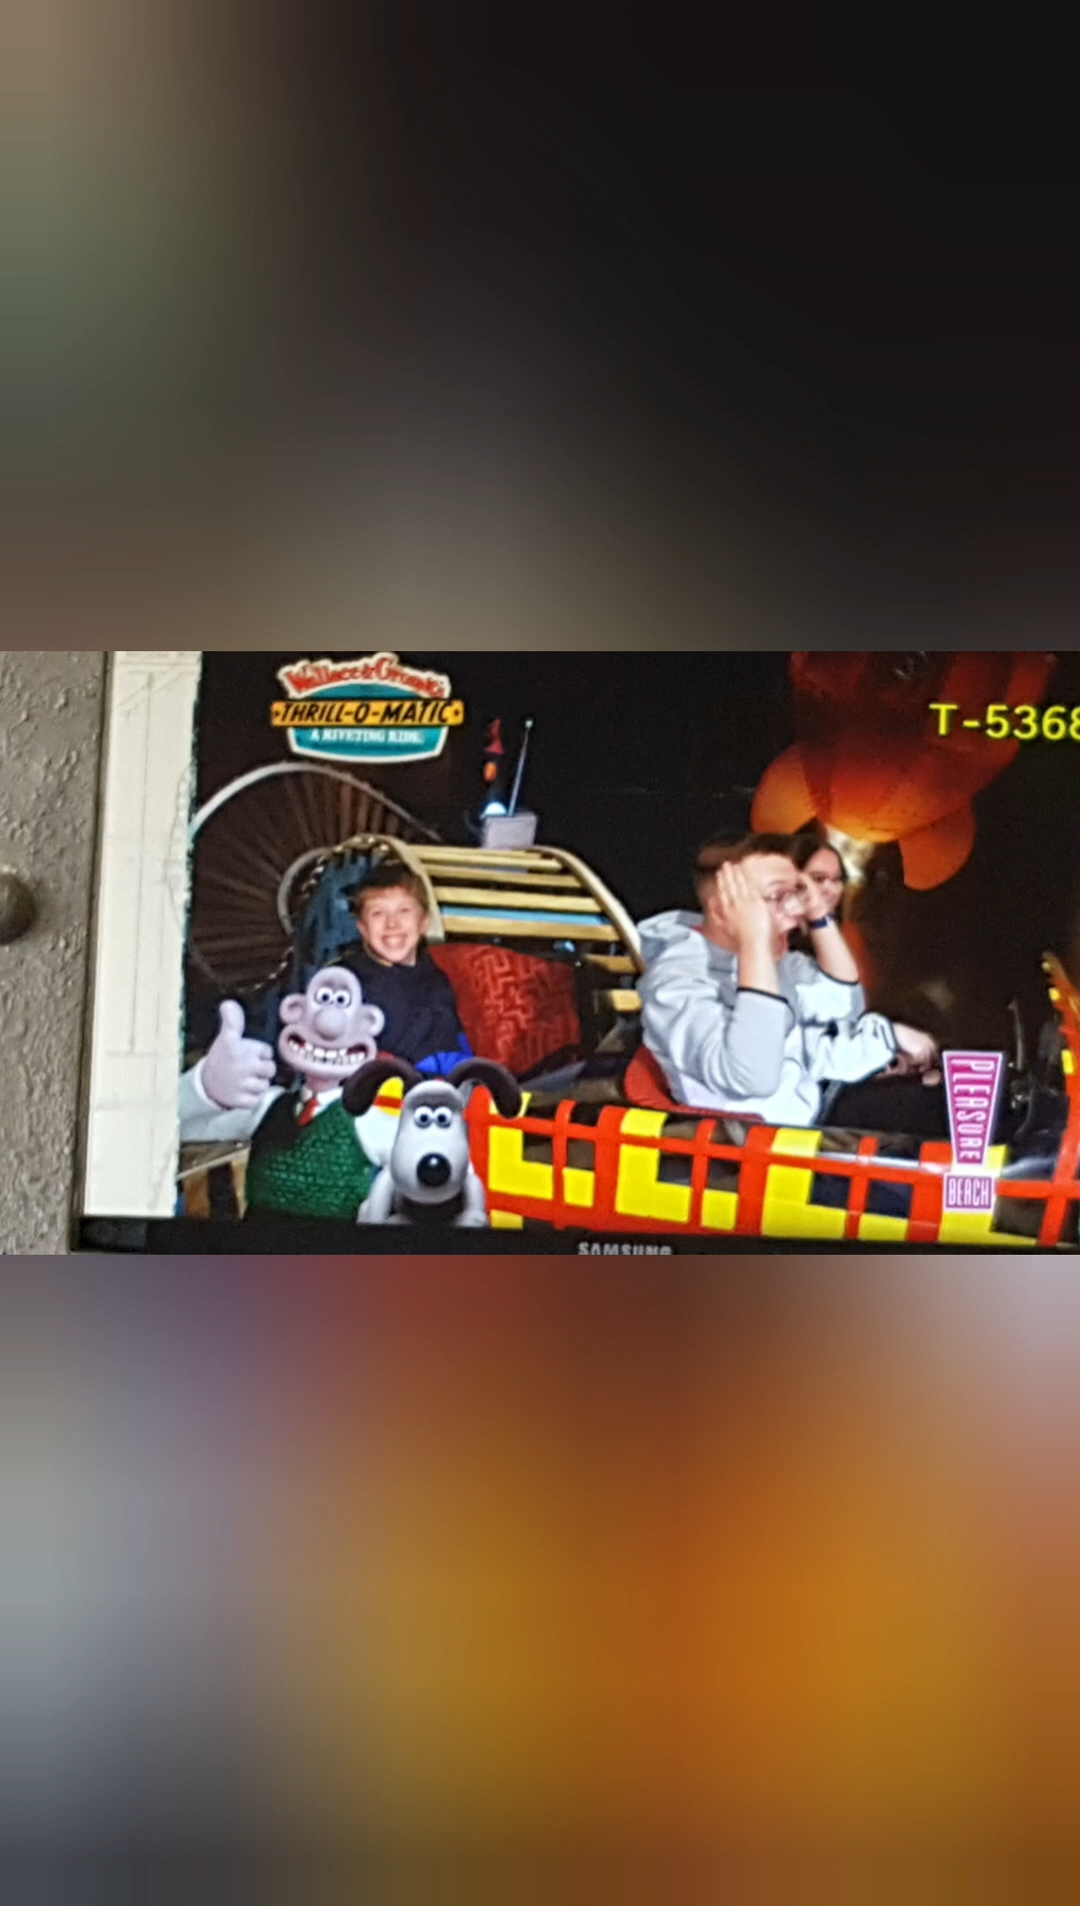 Wallace & Gromit's
THRILL-O-MATIC
A RIVETING RIDE.
T-5368
PLEASURE
BEACH
SAMSUNG